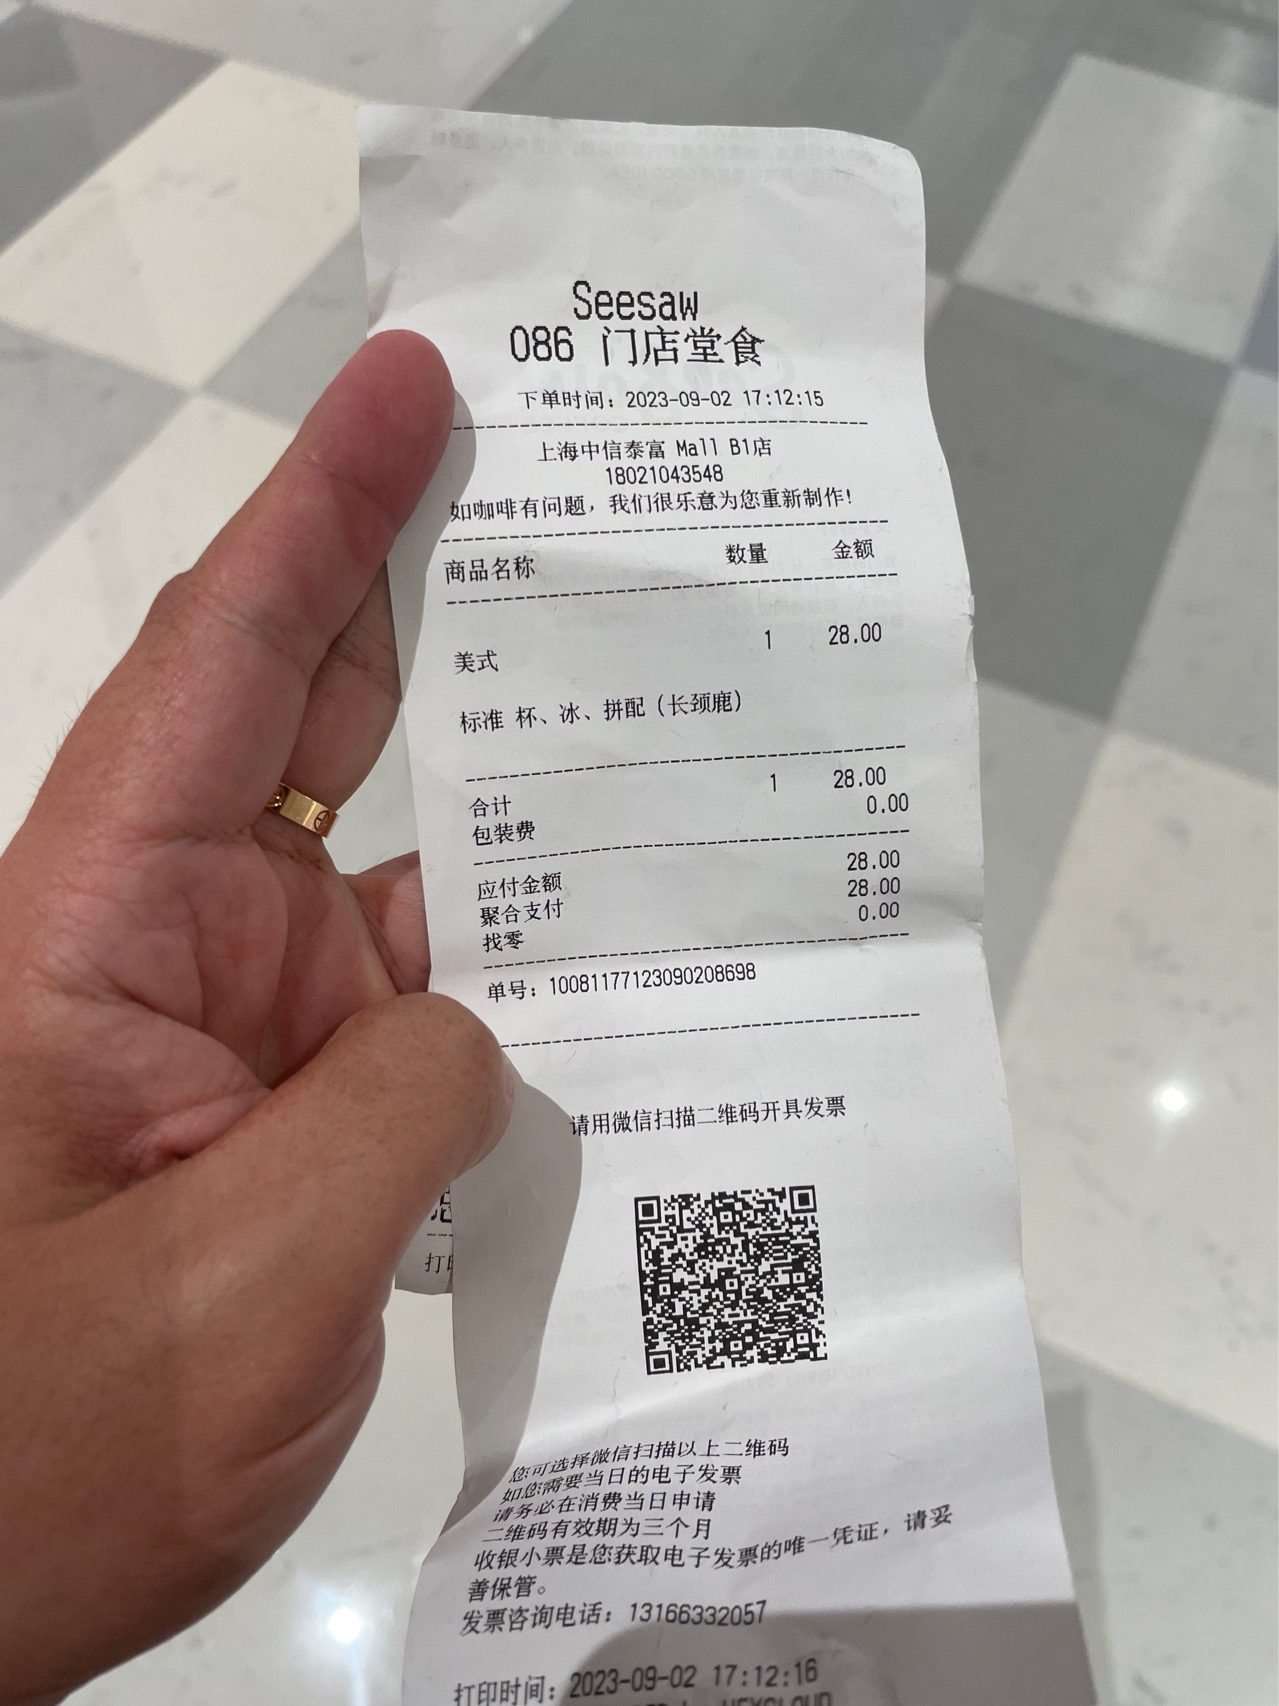 Seesaw
086 门店堂食
下单时间：2023-09-02 17:12:15
上海中信泰富 Mall B1店
18021043548
如咖啡有问题，我们很乐意为您重新制作！
商品名称 数量 金额
美式 1 28.00
标准 杯、冰、拼配（长颈鹿）
合计 1 28.00
包装费 0.00
应付金额 28.00
聚合支付 28.00
找零 0.00
单号：10081177123090208698
请用微信扫描二维码开具发票
您可选择微信扫描以上二维码
如您需要当日的电子发票
请务必在消费当日申请
二维码有效期为三个月
收银小票是您获取电子发票的唯一凭证，请妥
善保管。
发票咨询电话：13166332057
打印时间：2023-09-02 17:12:16
打印